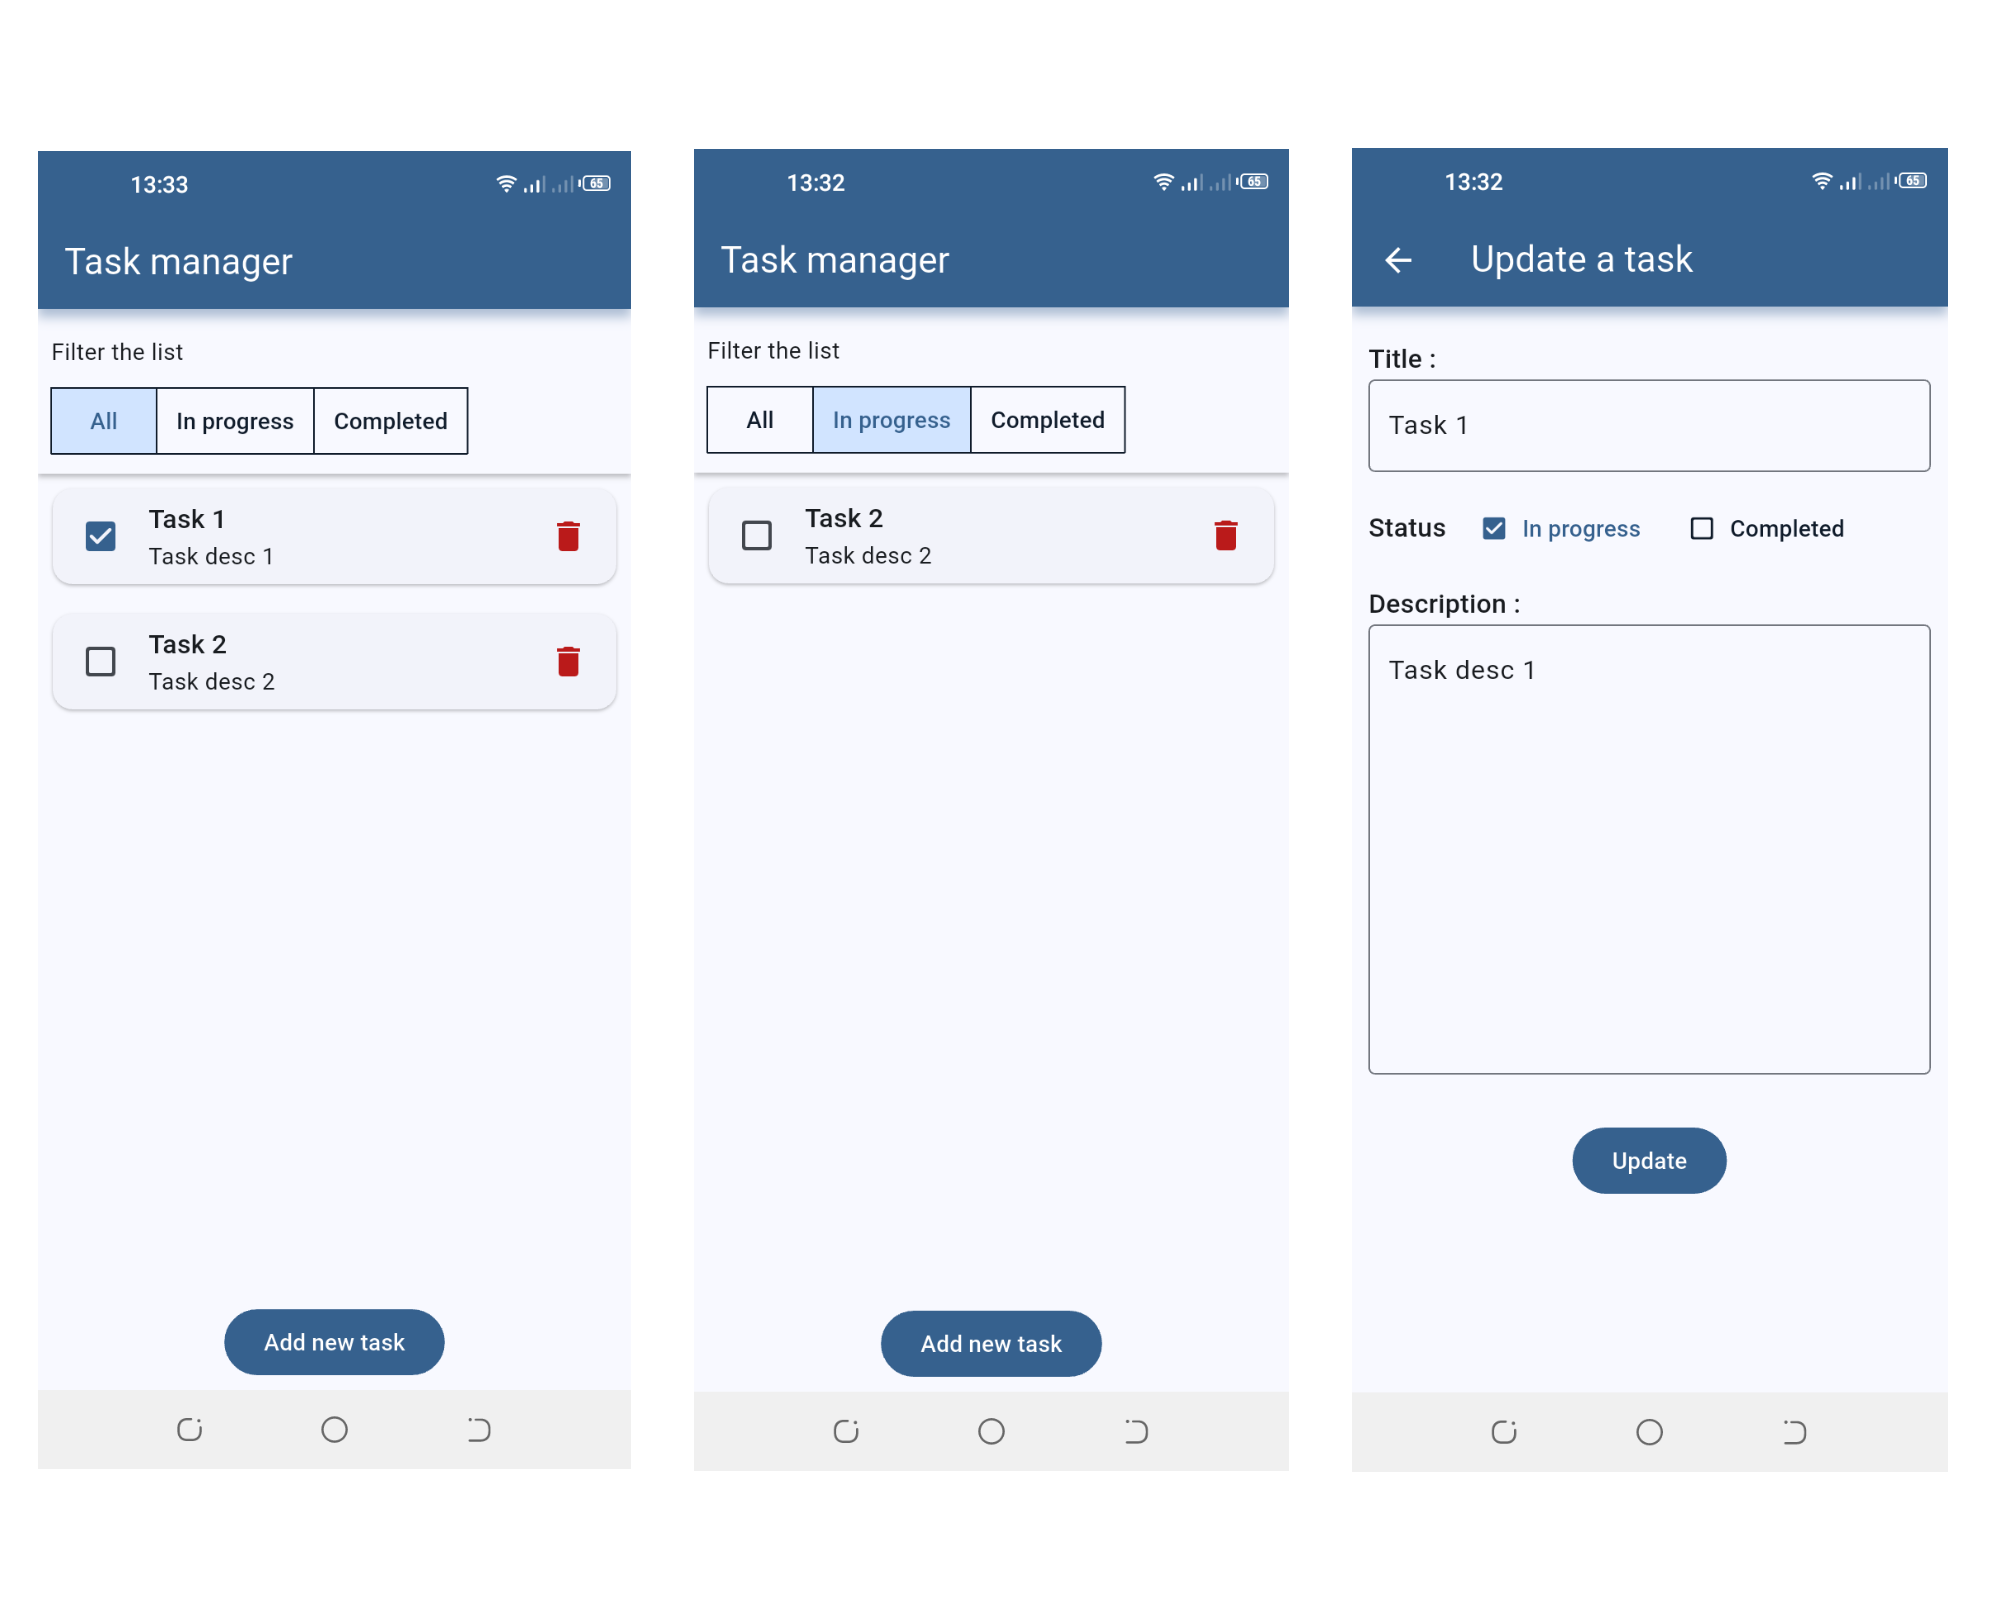 13:33
65
Task manager
Filter the list
All
In progress
Completed
Task 1
Task desc 1
Task 2
Task desc 2
Add new task
13:32
65
Task manager
Filter the list
All
In progress
Completed
Task 2
Task desc 2
Add new task
13:32
65
Update a task
Title :
Task 1
Status
In progress
Completed
Description :
Task desc 1
Update